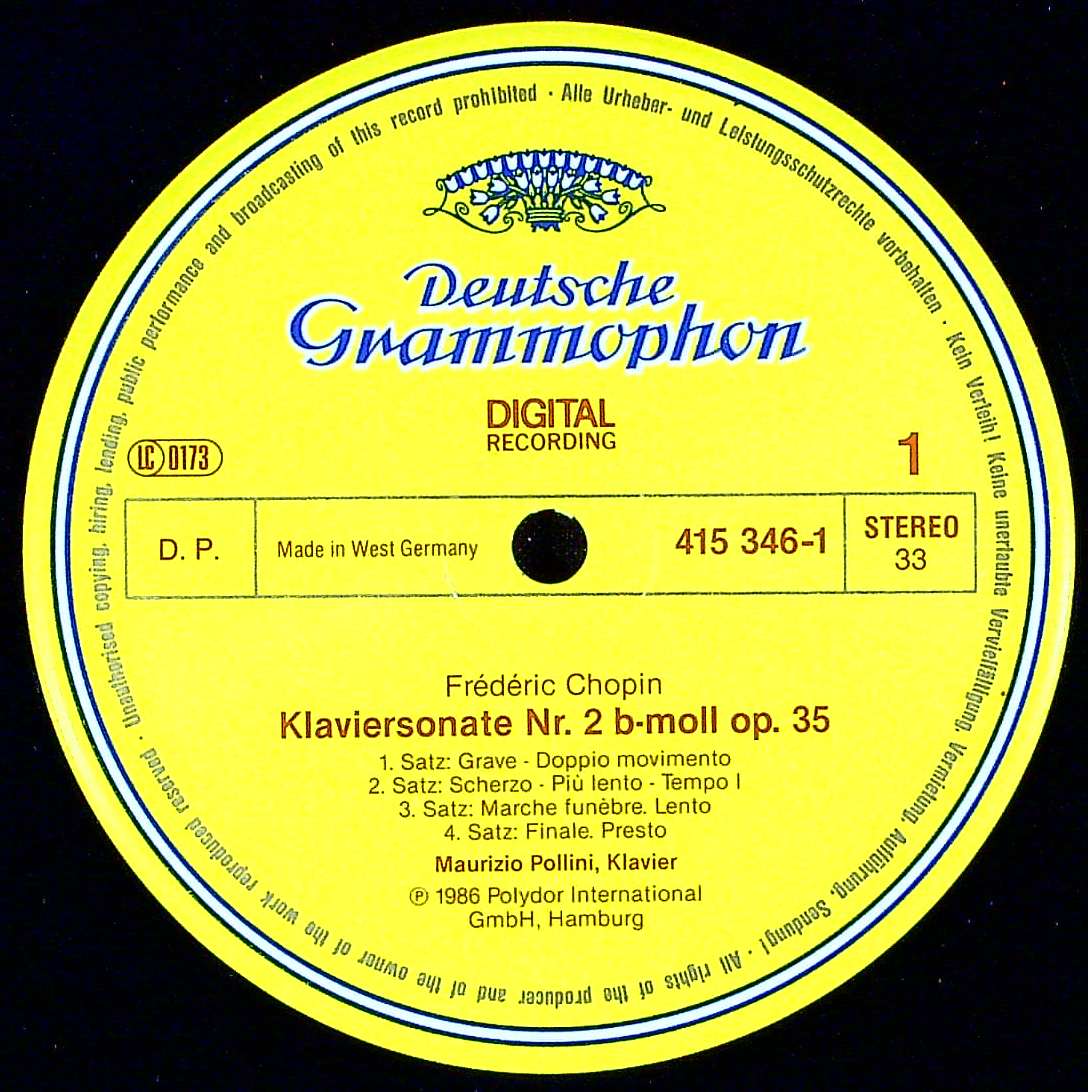 Deutsche
Grammophon
DIGITAL
RECORDING
LC 0173
1
D. P.
Made in West Germany
415 346-1
STEREO
33
Frédéric Chopin
Klaviersonate Nr. 2 b-moll op. 35
1. Satz: Grave - Doppio movimento
2. Satz: Scherzo - Più lento - Tempo I
3. Satz: Marche funèbre. Lento
4. Satz: Finale. Presto
Maurizio Pollini, Klavier
℗ 1986 Polydor International
GmbH, Hamburg
Alle Urheber- und Leistungsschutzrechte vorbehalten · Kein Verleih! Keine unerlaubte Vervielfältigung, Vermietung, Aufführung, Sendung! · All rights of the producer and of the owner of the work reproduced reserved · Unauthorised copying, hiring, lending, public performance and broadcasting of this record prohibited ·